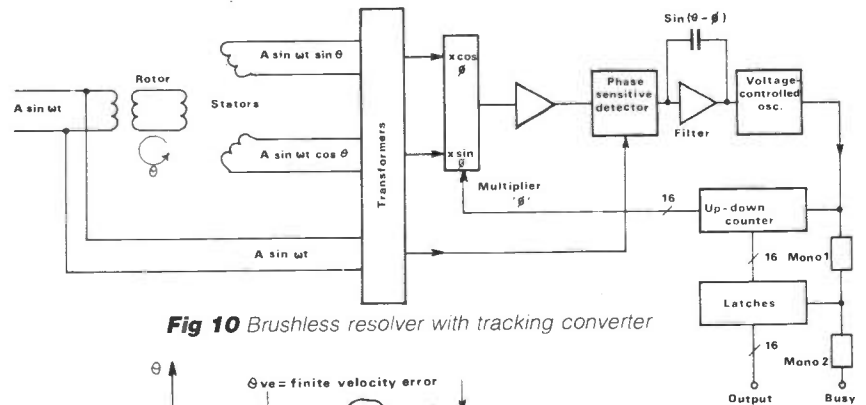 Sin(θ-ø)
A sin ωt sin θ
Rotor
A sin ωt
Stators
θ
A sin ωt cos θ
A sin ωt
Transformers
x cos
ø
x sin
ø
Multiplier
'ø'
Phase
sensitive
detector
Filter
Voltage-
controlled
osc.
16
Up-down
counter
16
Mono 1
Latches
16
Mono 2
Output
Busy
Fig 10 Brushless resolver with tracking converter
θ
θve = finite velocity error